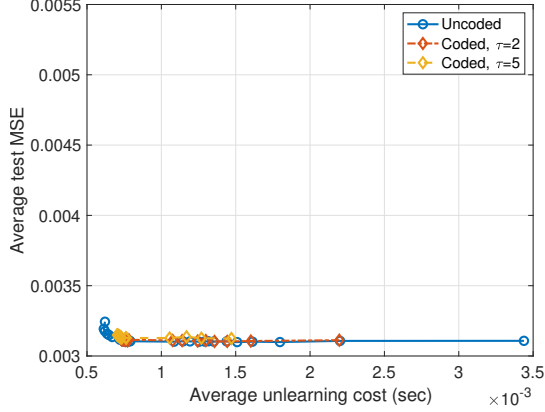 0.0055
0.005
0.0045
0.004
0.0035
0.003
Average test MSE
Uncoded
Coded, τ=2
Coded, τ=5
0.5 1 1.5 2 2.5 3 3.5
Average unlearning cost (sec)
×10⁻³